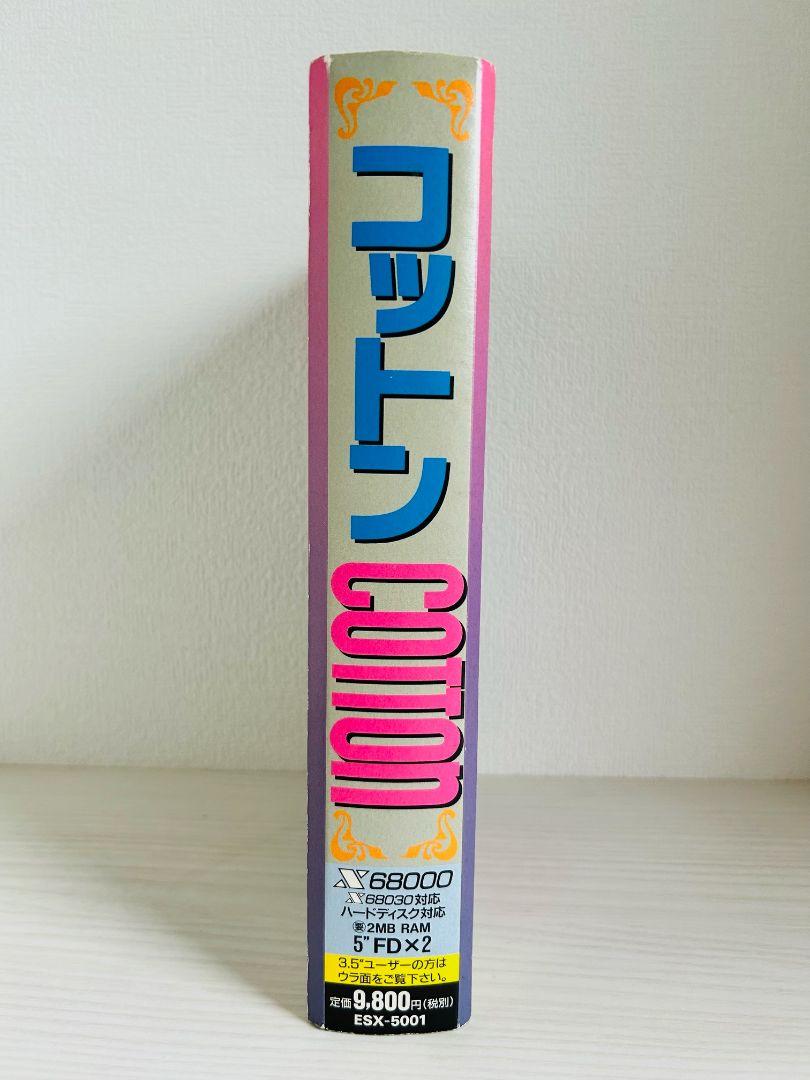 コットン
COTTON
X68000
X68030対応
ハードディスク対応
要2MB RAM
5"FD×2
3.5"ユーザーの方は
ウラ面をご覧下さい。
定価9,800円(税別)
ESX-5001